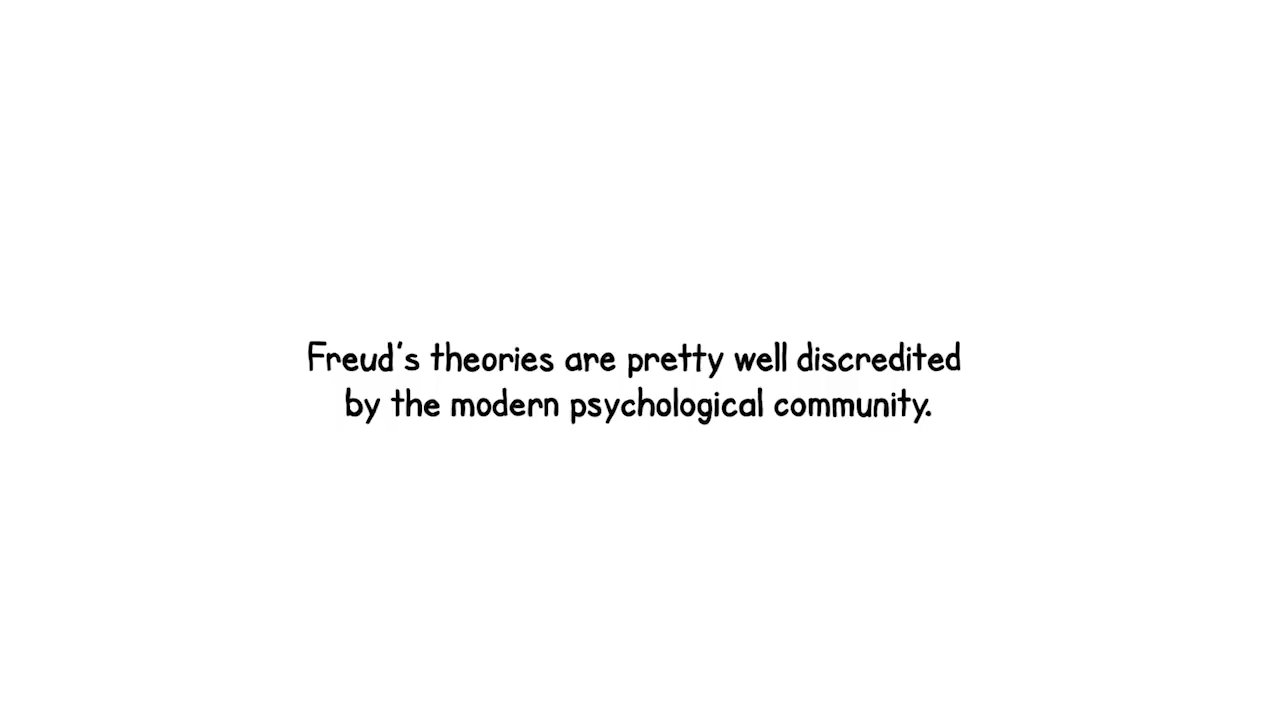 Freud's theories are pretty well discredited
by the modern psychological community.